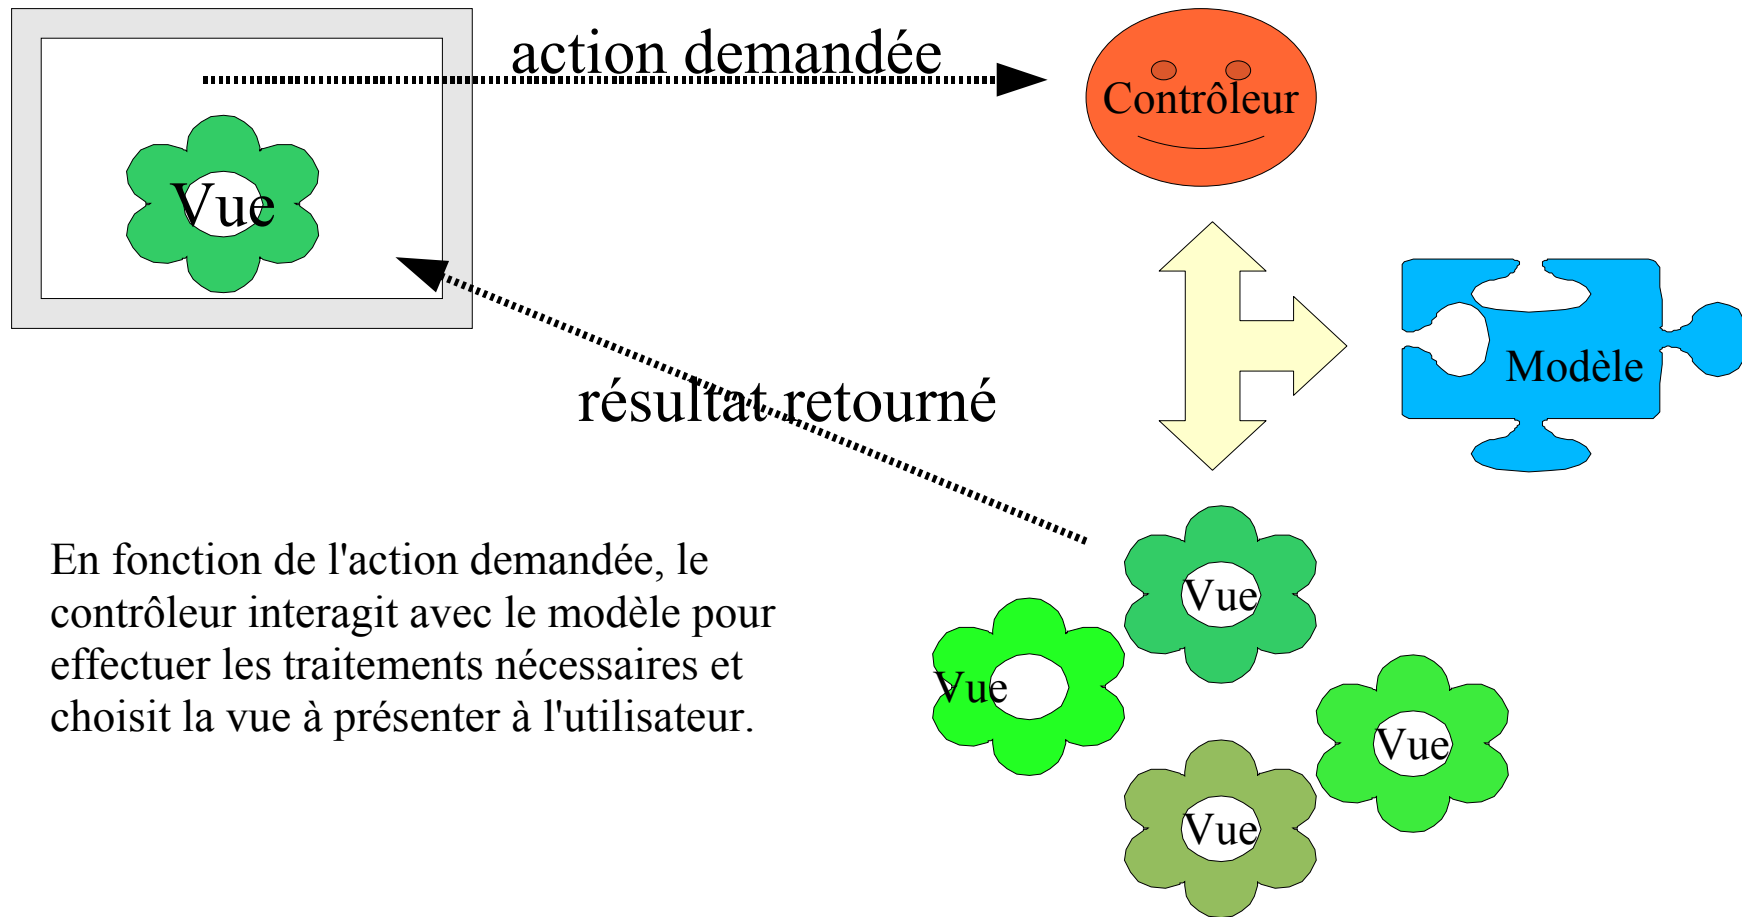 action demandée
Contrôleur
Vue
Modèle
résultat retourné
En fonction de l'action demandée, le
contrôleur interagit avec le modèle pour
effectuer les traitements nécessaires et
choisit la vue à présenter à l'utilisateur.
Vue
Vue
Vue
Vue